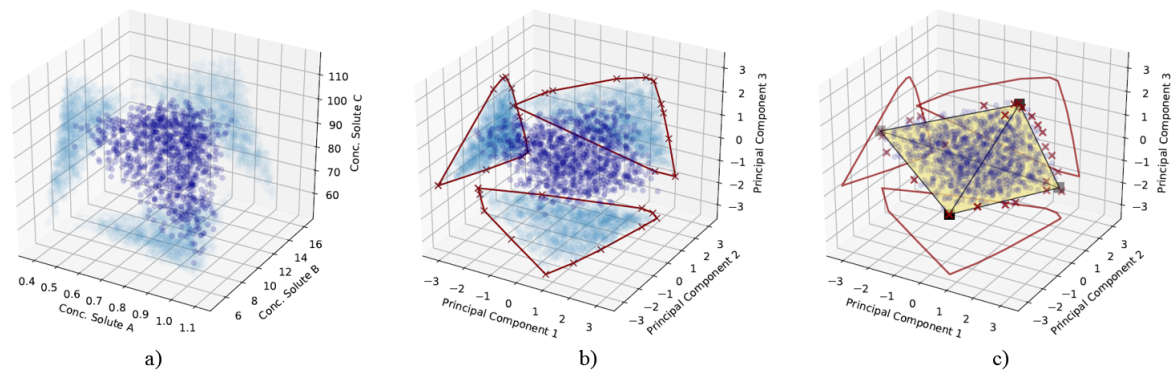 110
100
90
80
70
60
Conc. Solute C
0.4 0.5 0.6 0.7 0.8 0.9 1.0 1.1
Conc. Solute A
6 8 10 12 14 16
Conc. Solute B
a)
3
2
1
0
−1
−2
−3
Principal Component 3
−3 −2 −1 0 1 2 3
Principal Component 1
−3 −2 −1 0 1 2 3
Principal Component 2
b)
3
2
1
0
−1
−2
−3
Principal Component 3
−3 −2 −1 0 1 2 3
Principal Component 1
−3 −2 −1 0 1 2 3
Principal Component 2
c)